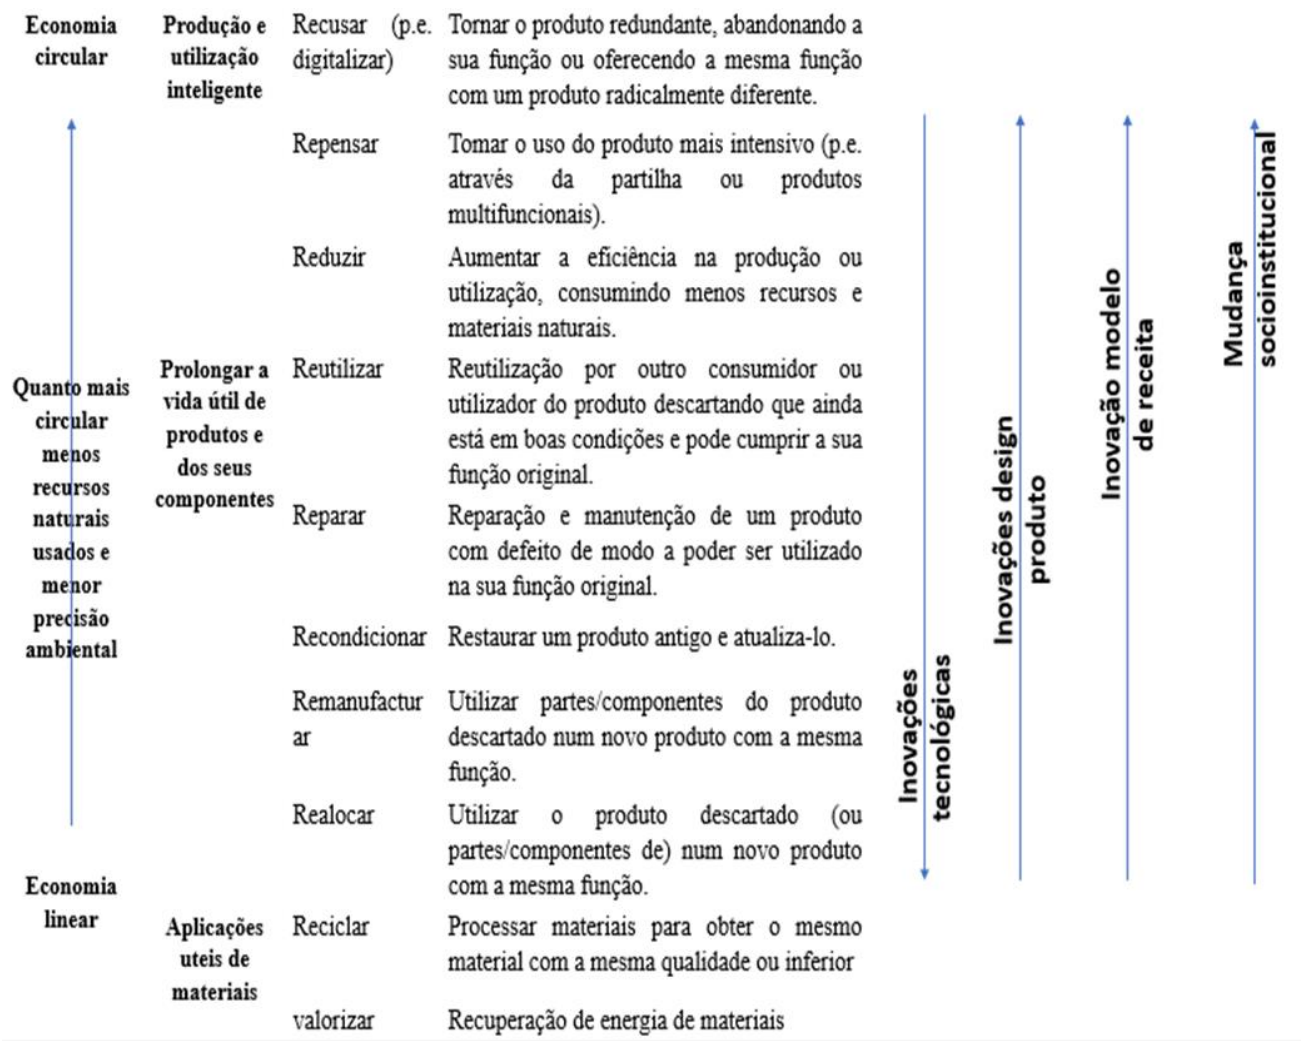 Economia
circular
Produção e
utilização
inteligente
Recusar (p.e.
digitalizar)
Tornar o produto redundante, abandonando a
sua função ou oferecendo a mesma função
com um produto radicalmente diferente.
Repensar
Tomar o uso do produto mais intensivo (p.e.
através da partilha ou produtos
multifuncionais).
Reduzir
Aumentar a eficiência na produção ou
utilização, consumindo menos recursos e
materiais naturais.
Quanto mais
circular
menos
recursos
naturais
usados e
menor
precisão
ambiental
Prolongar a
vida útil de
produtos e
dos seus
componentes
Reutilizar
Reutilização por outro consumidor ou
utilizador do produto descartando que ainda
está em boas condições e pode cumprir a sua
função original.
Reparar
Reparação e manutenção de um produto
com defeito de modo a poder ser utilizado
na sua função original.
Recondicionar
Restaurar um produto antigo e atualiza-lo.
Remanufactur
ar
Utilizar partes/componentes do produto
descartado num novo produto com a mesma
função.
Realocar
Utilizar o produto descartado (ou
partes/componentes de) num novo produto
com a mesma função.
Economia
linear
Aplicações
uteis de
materiais
Reciclar
Processar materiais para obter o mesmo
material com a mesma qualidade ou inferior
valorizar
Recuperação de energia de materiais
Inovações
tecnológicas
Inovações design
produto
Inovação modelo
de receita
Mudança
socioinstitucional